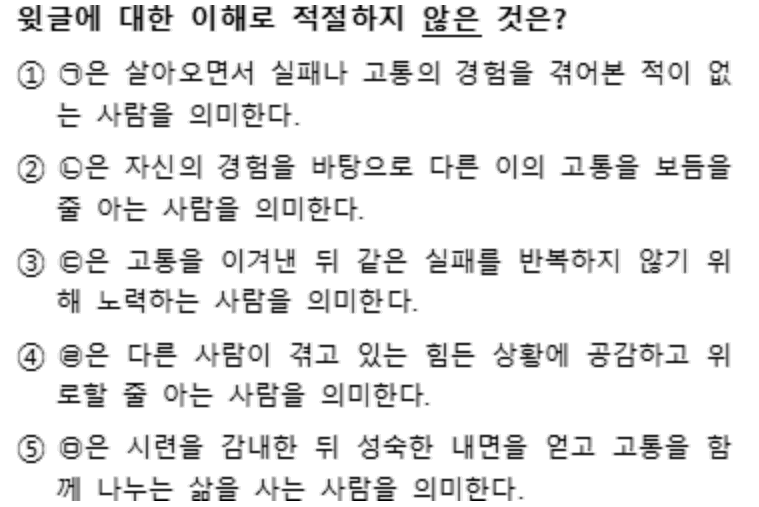 윗글에 대한 이해로 적절하지 않은 것은?
① ㉠은 살아오면서 실패나 고통의 경험을 겪어본 적이 없
는 사람을 의미한다.
② ㉡은 자신의 경험을 바탕으로 다른 이의 고통을 보듬을
줄 아는 사람을 의미한다.
③ ㉢은 고통을 이겨낸 뒤 같은 실패를 반복하지 않기 위
해 노력하는 사람을 의미한다.
④ ㉣은 다른 사람이 겪고 있는 힘든 상황에 공감하고 위
로할 줄 아는 사람을 의미한다.
⑤ ㉤은 시련을 감내한 뒤 성숙한 내면을 얻고 고통을 함
께 나누는 삶을 사는 사람을 의미한다.